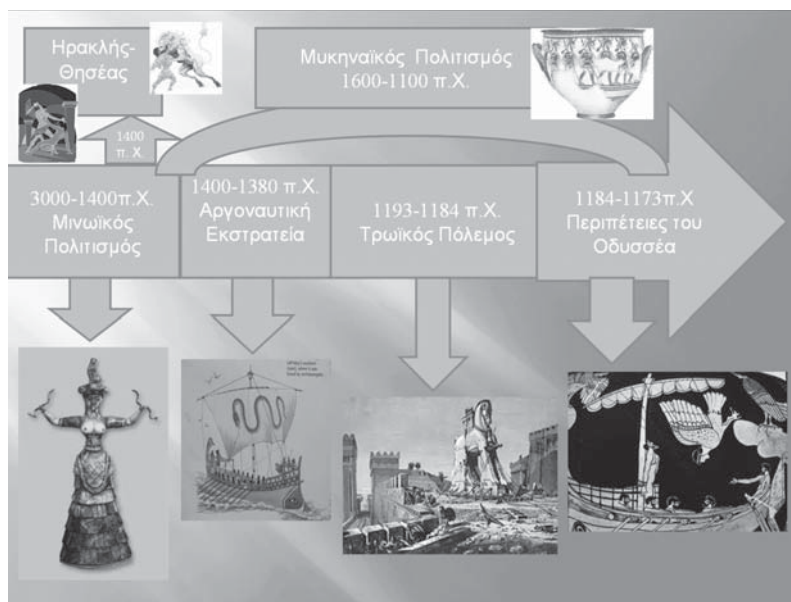 Ηρακλής-
Θησέας
Μυκηναϊκός Πολιτισμός
1600-1100 π.Χ.
1400
π. Χ.
3000-1400π.Χ.
Μινωϊκός
Πολιτισμός
1400-1380 π.Χ.
Αργοναυτική
Εκστρατεία
1193-1184 π.Χ.
Τρωϊκός Πόλεμος
1184-1173π.Χ
Περιπέτειες του
Οδυσσέα